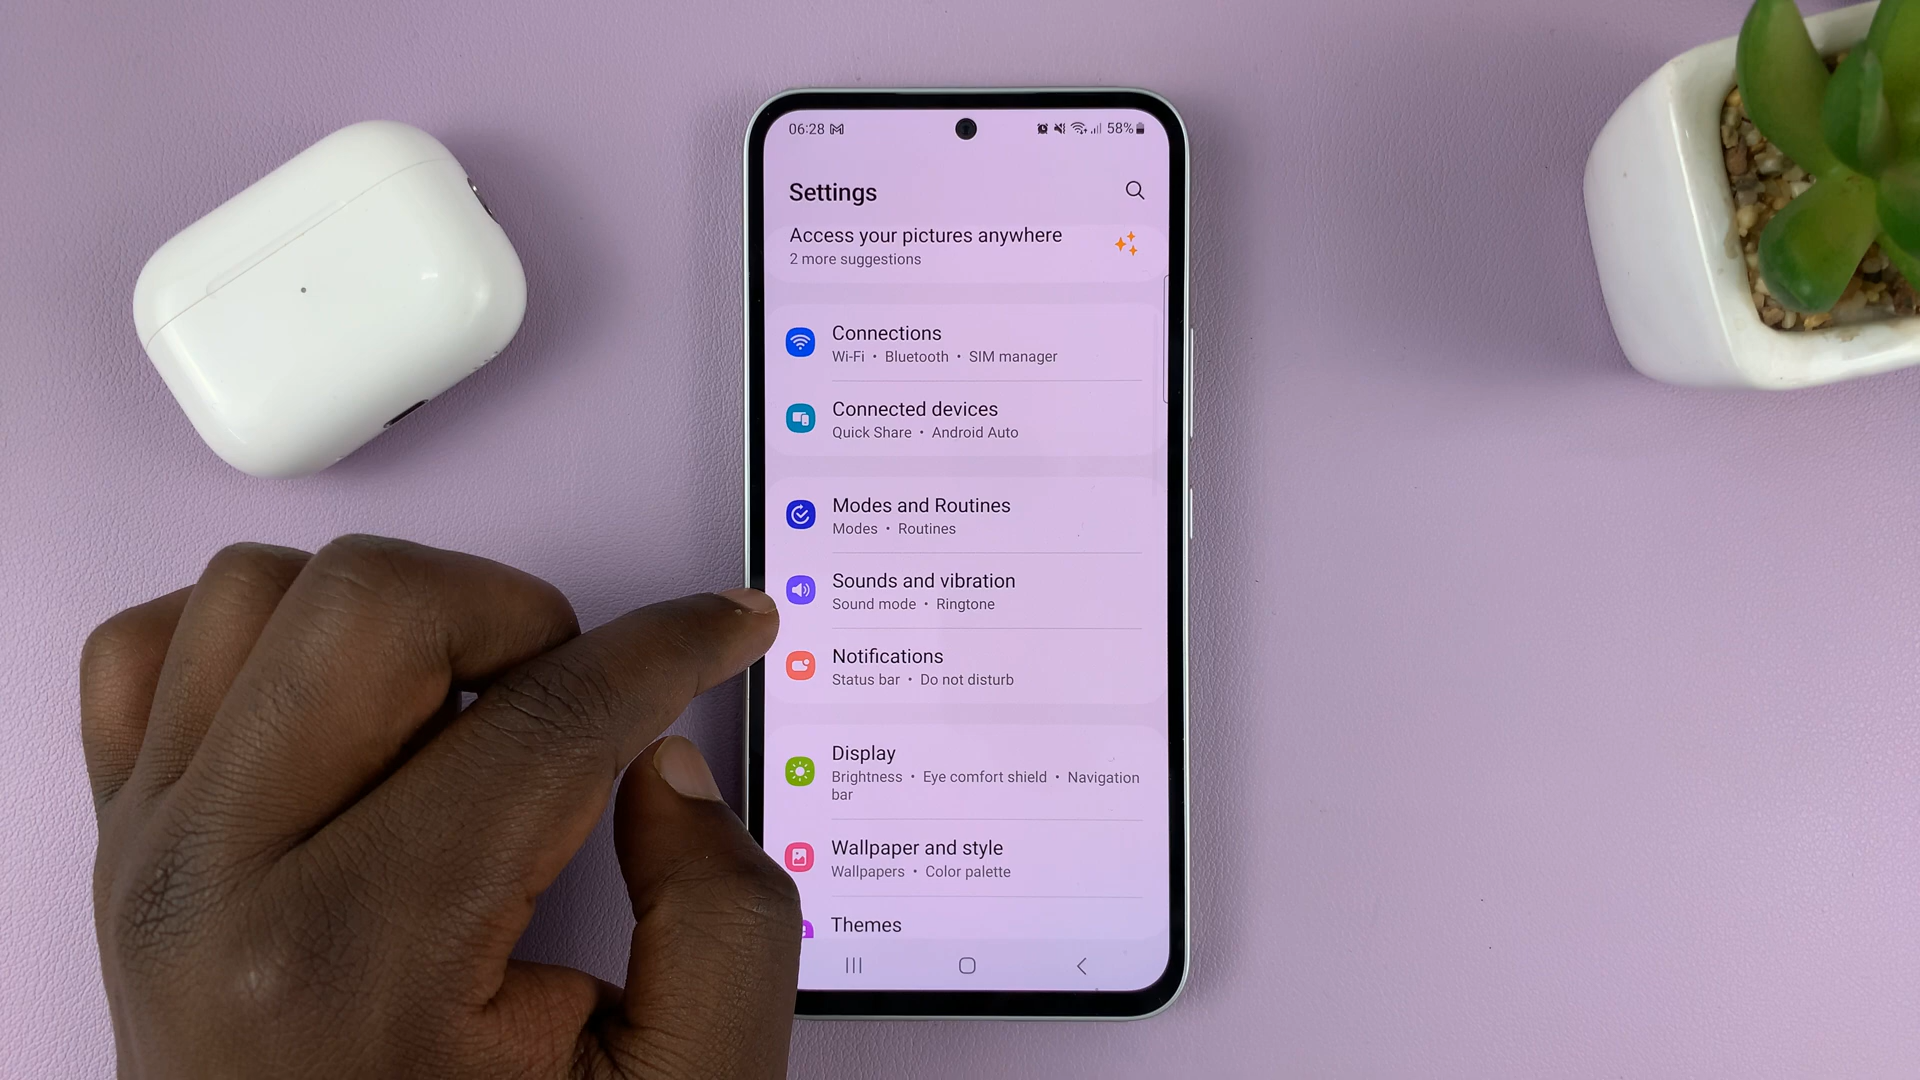 06:28 58%
Settings
Access your pictures anywhere
2 more suggestions
Connections
Wi-Fi • Bluetooth • SIM manager
Connected devices
Quick Share • Android Auto
Modes and Routines
Modes • Routines
Sounds and vibration
Sound mode • Ringtone
Notifications
Status bar • Do not disturb
Display
Brightness • Eye comfort shield • Navigation
bar
Wallpaper and style
Wallpapers • Color palette
Themes